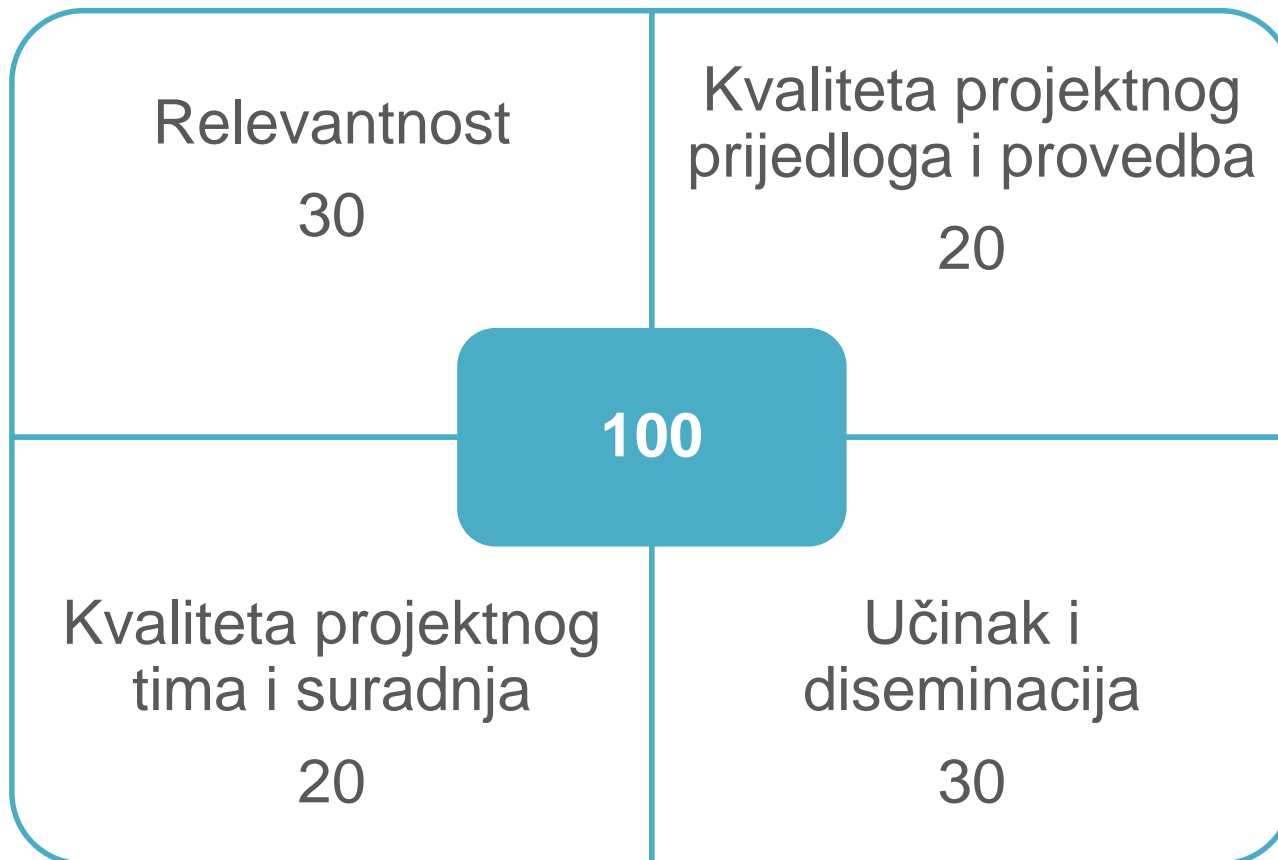 Relevantnost
30
Kvaliteta projektnog
prijedloga i provedba
20
100
Kvaliteta projektnog
tima i suradnja
20
Učinak i
diseminacija
30